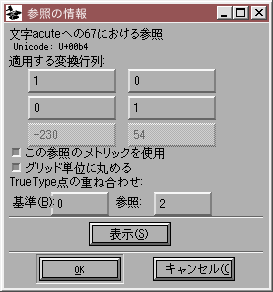 参照の情報
文字acuteへの67における参照
Unicode: U+00b4
適用する変換行列:
1 0
0 1
-230 54
この参照のメトリックを使用
グリッド単位に丸める
TrueType点の重ね合わせ:
基準(B): 0 参照: 2
表示(S)
OK キャンセル(C